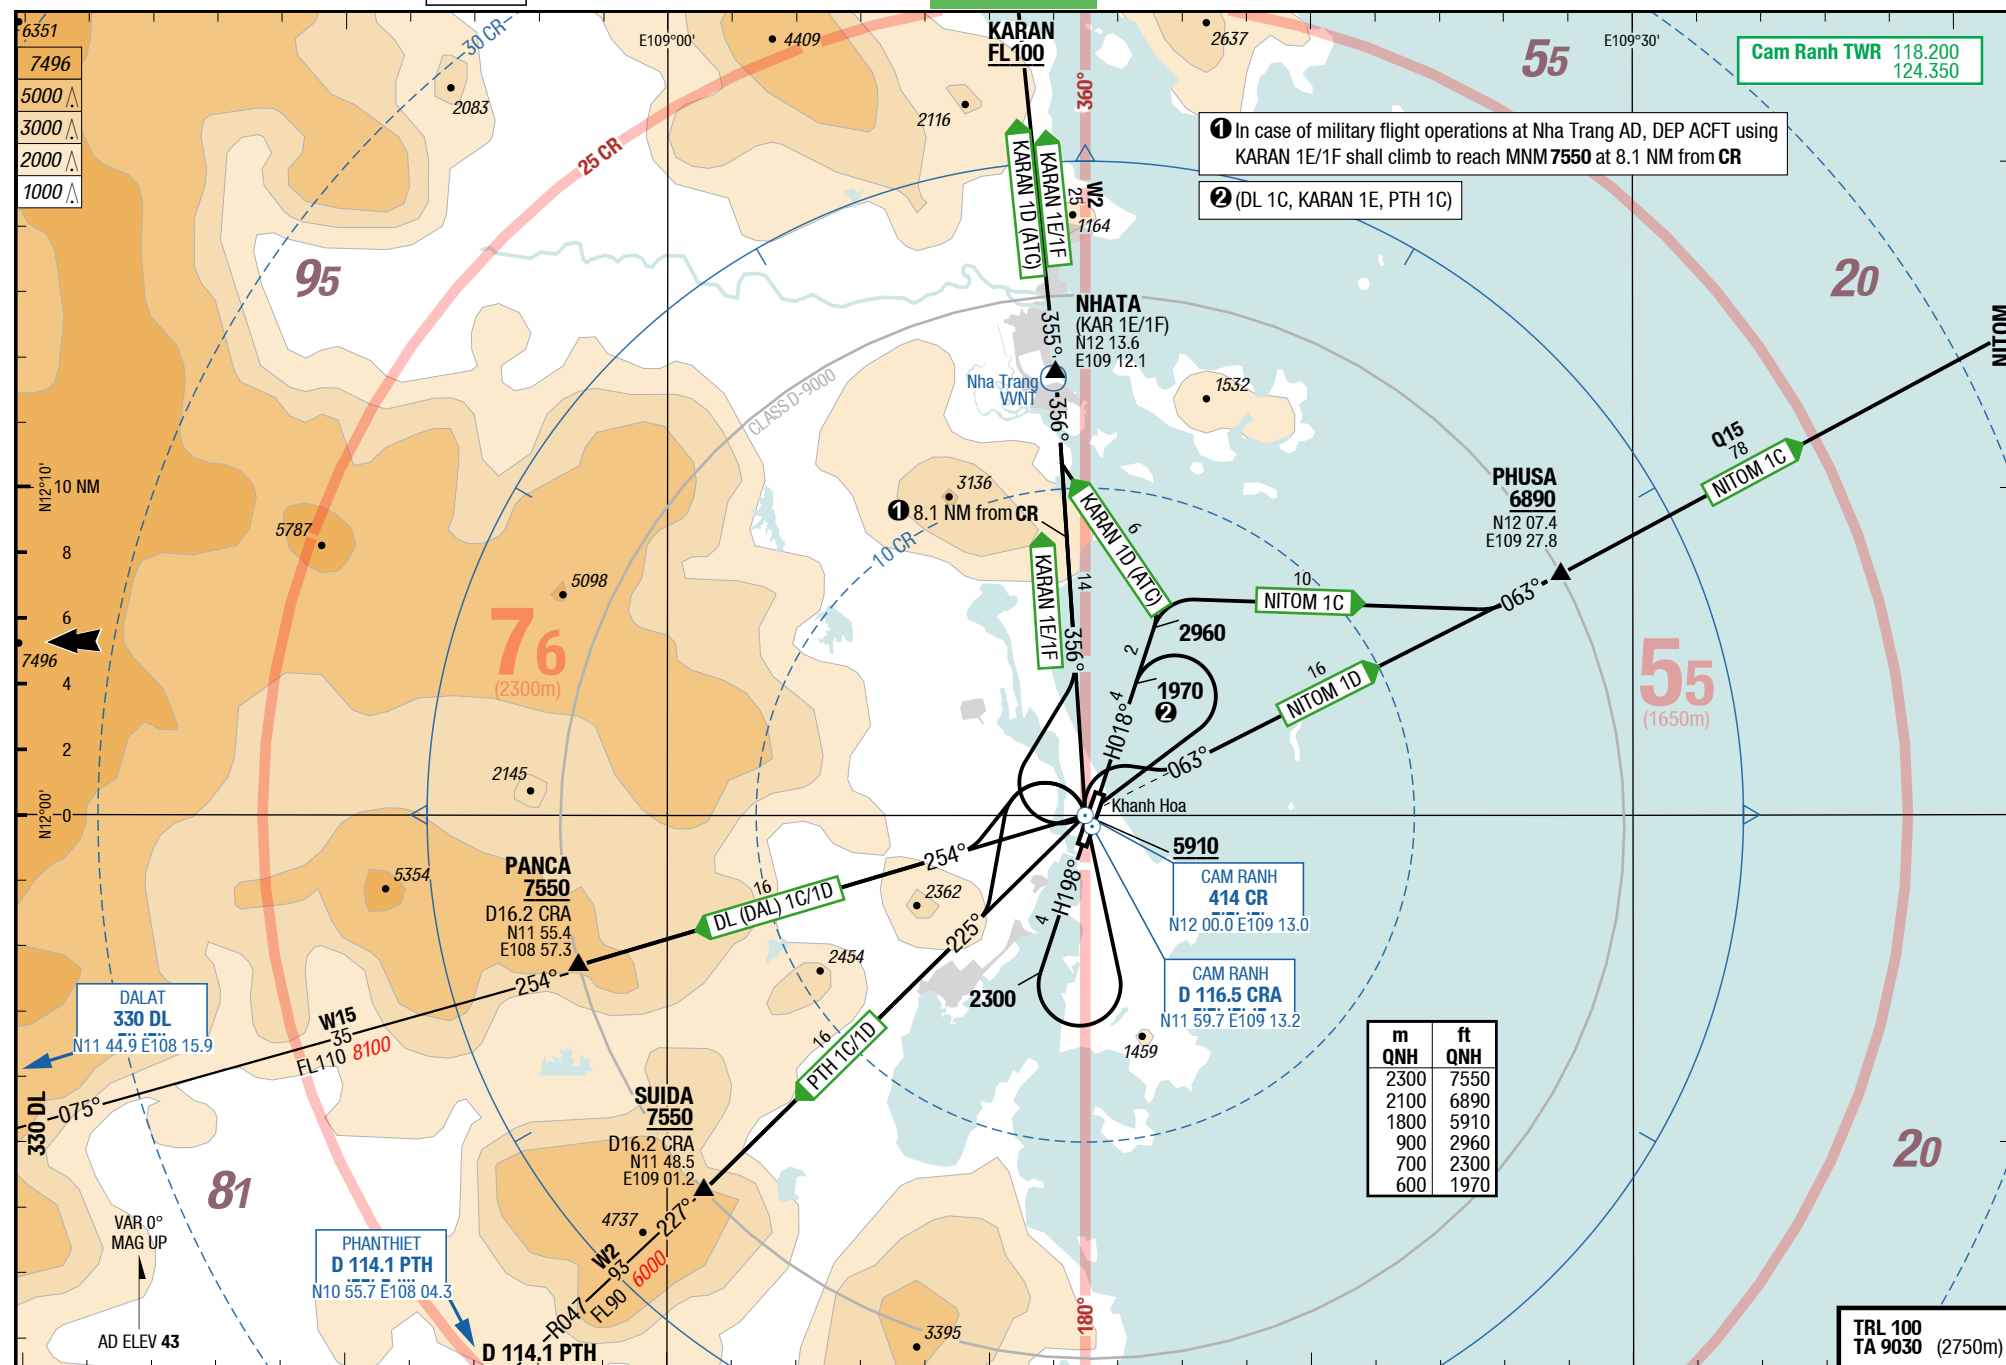 6351
7496
5000
3000
2000
1000
30 CR
2083
E109°00'
4409
KARAN
FL100
360°
2637
55
E109°30'
Cam Ranh TWR 118.200
124.350
25 CR
2116
KARAN 1D (ATC)
KARAN 1E/1F
W2
25
1164
❶ In case of military flight operations at Nha Trang AD, DEP ACFT using
KARAN 1E/1F shall climb to reach MNM 7550 at 8.1 NM from CR
❷ (DL 1C, KARAN 1E, PTH 1C)
95
20
NHATA
(KAR 1E/1F)
N12 13.6
E109 12.1
355°
Nha Trang
VVNT
356°
CLASS D-9000
1532
NITOM
Q15
78
NITOM 1C
PHUSA
6890
N12 07.4
E109 27.8
N12°10'
10 NM
8
6
4
2
0
N12°00'
5787
5098
3136
❶ 8.1 NM from CR
10 CR
KARAN 1D (ATC)
6
KARAN 1E/1F
14
356°
10
NITOM 1C
063°
2960
2
1970
❷
4
H018°
16
NITOM 1D
063°
7496
76
(2300m)
55
(1650m)
2145
Khanh Hoa
5910
CAM RANH
414 CR
N12 00.0 E109 13.0
CAM RANH
D 116.5 CRA
N11 59.7 E109 13.2
H198°
4
2300
5354
PANCA
7550
D16.2 CRA
N11 55.4
E108 57.3
254°
16
DL (DAL) 1C/1D
254°
2362
2454
225°
16
PTH 1C/1D
1459
DALAT
330 DL
N11 44.9 E108 15.9
W15
35
FL110 8100
075°
330 DL
SUIDA
7550
D16.2 CRA
N11 48.5
E109 01.2
4737
227°
W2
93
6000
FL90
R047
m ft
QNH QNH
2300 7550
2100 6890
1800 5910
900 2960
700 2300
600 1970
81
20
VAR 0°
MAG UP
AD ELEV 43
PHANTHIET
D 114.1 PTH
N10 55.7 E108 04.3
D 114.1 PTH
3395
180°
TRL 100
TA 9030 (2750m)